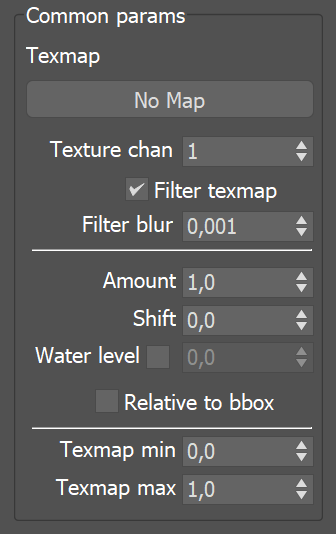 Common params
Texmap
No Map
Texture chan 1
Filter texmap
Filter blur 0,001
Amount 1,0
Shift 0,0
Water level 0,0
Relative to bbox
Texmap min 0,0
Texmap max 1,0